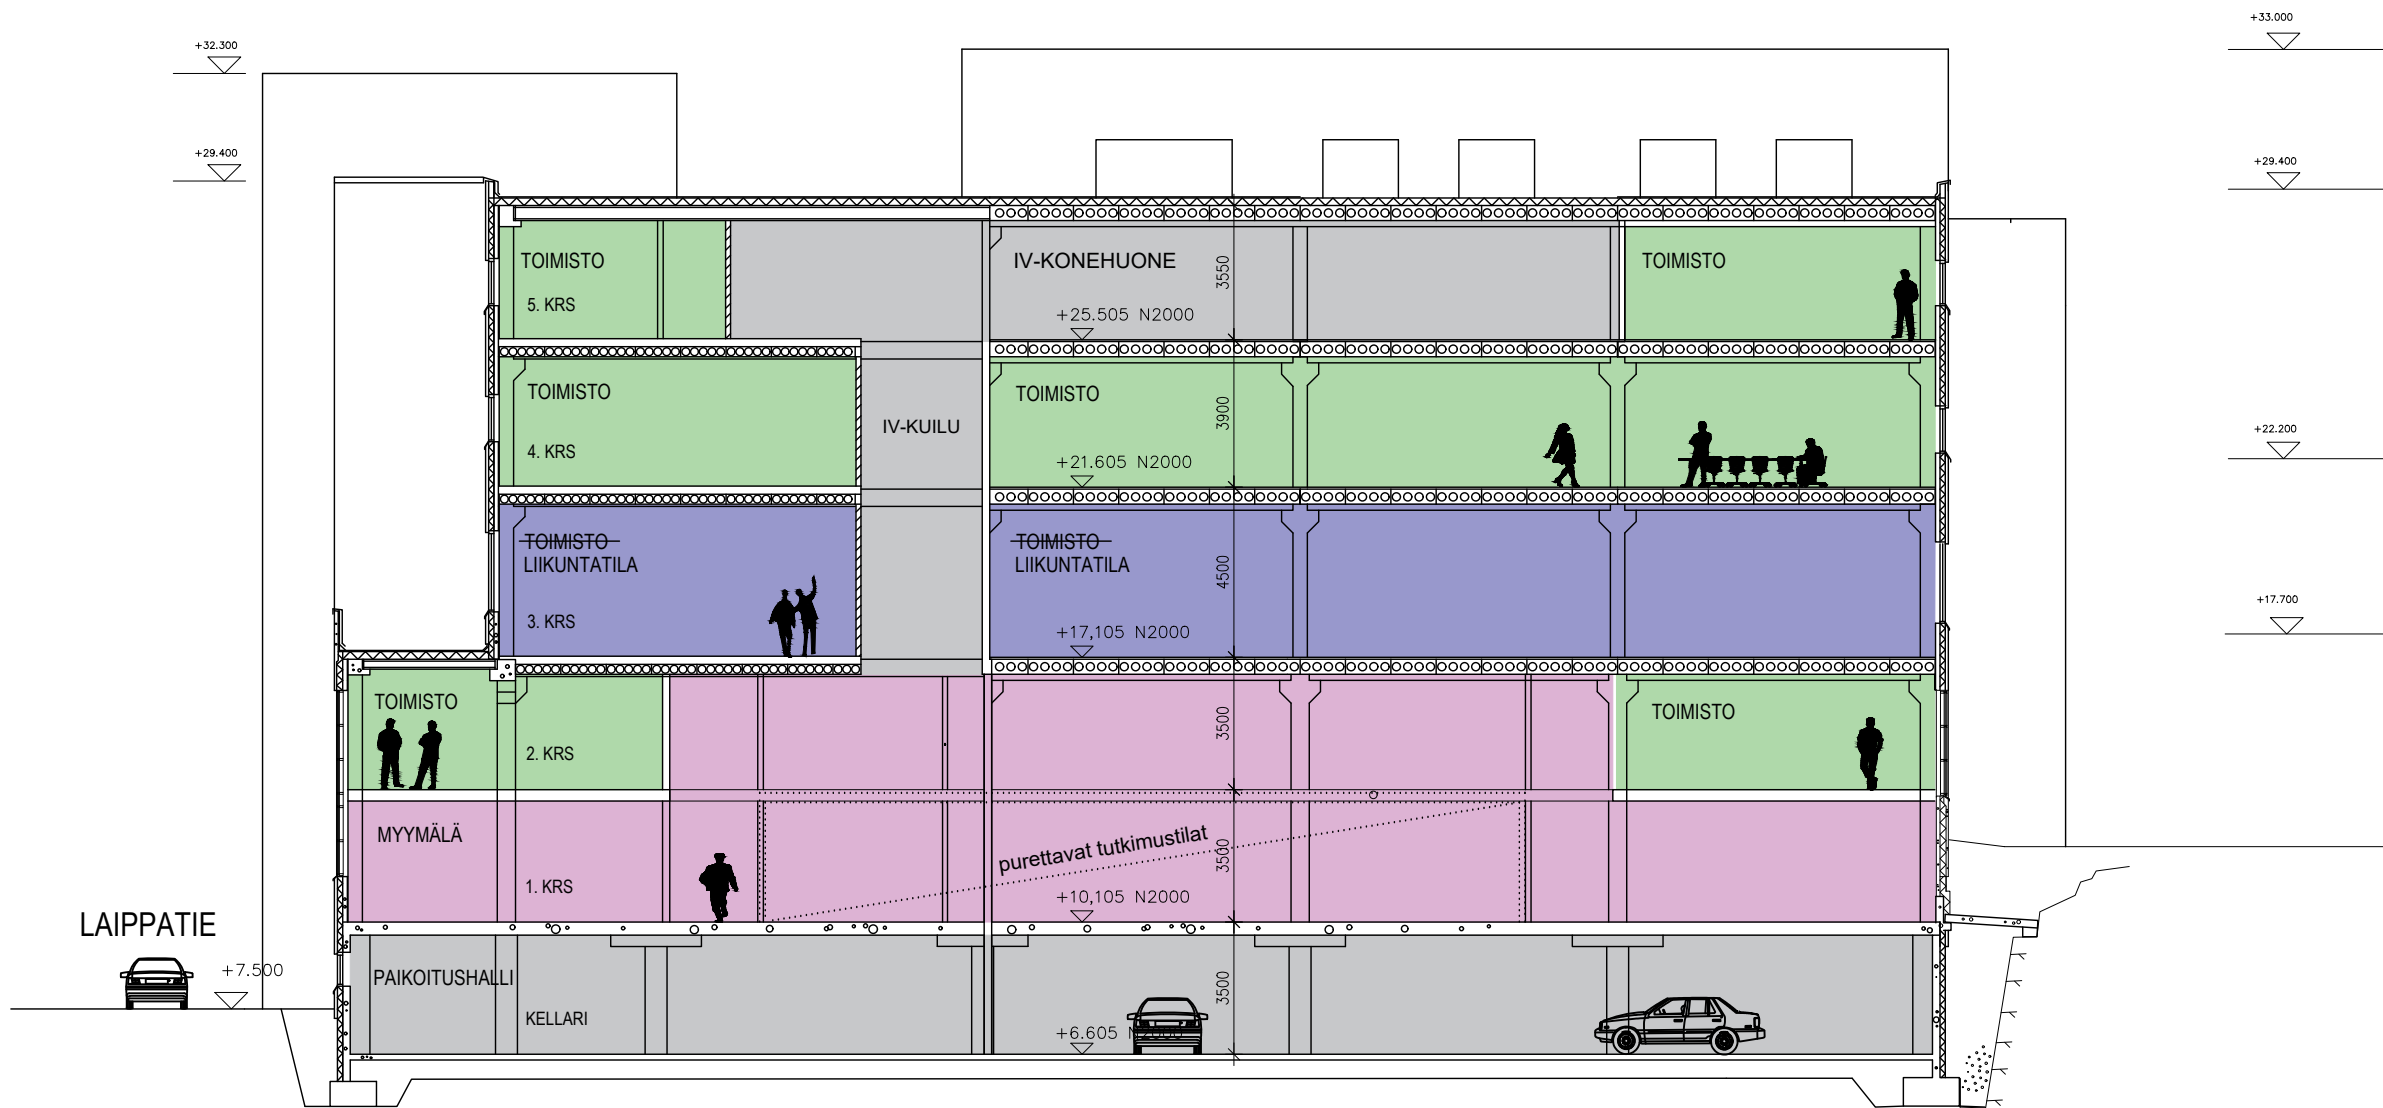 +33.000
+32.300
+29.400
+29.400
TOIMISTO
5. KRS
IV-KONEHUONE
3550
TOIMISTO
+25.505 N2000
TOIMISTO
4. KRS
IV-KUILU
TOIMISTO
3900
+21.605 N2000
+22.200
TOIMISTO
LIIKUNTATILA
3. KRS
TOIMISTO
LIIKUNTATILA
4500
+17,105 N2000
+17.700
TOIMISTO
2. KRS
3500
TOIMISTO
MYYMÄLÄ
1. KRS
purettavat tutkimustilat
3500
+10,105 N2000
LAIPPATIE
+7.500
PAIKOITUSHALLI
KELLARI
3500
+6.605 N2000